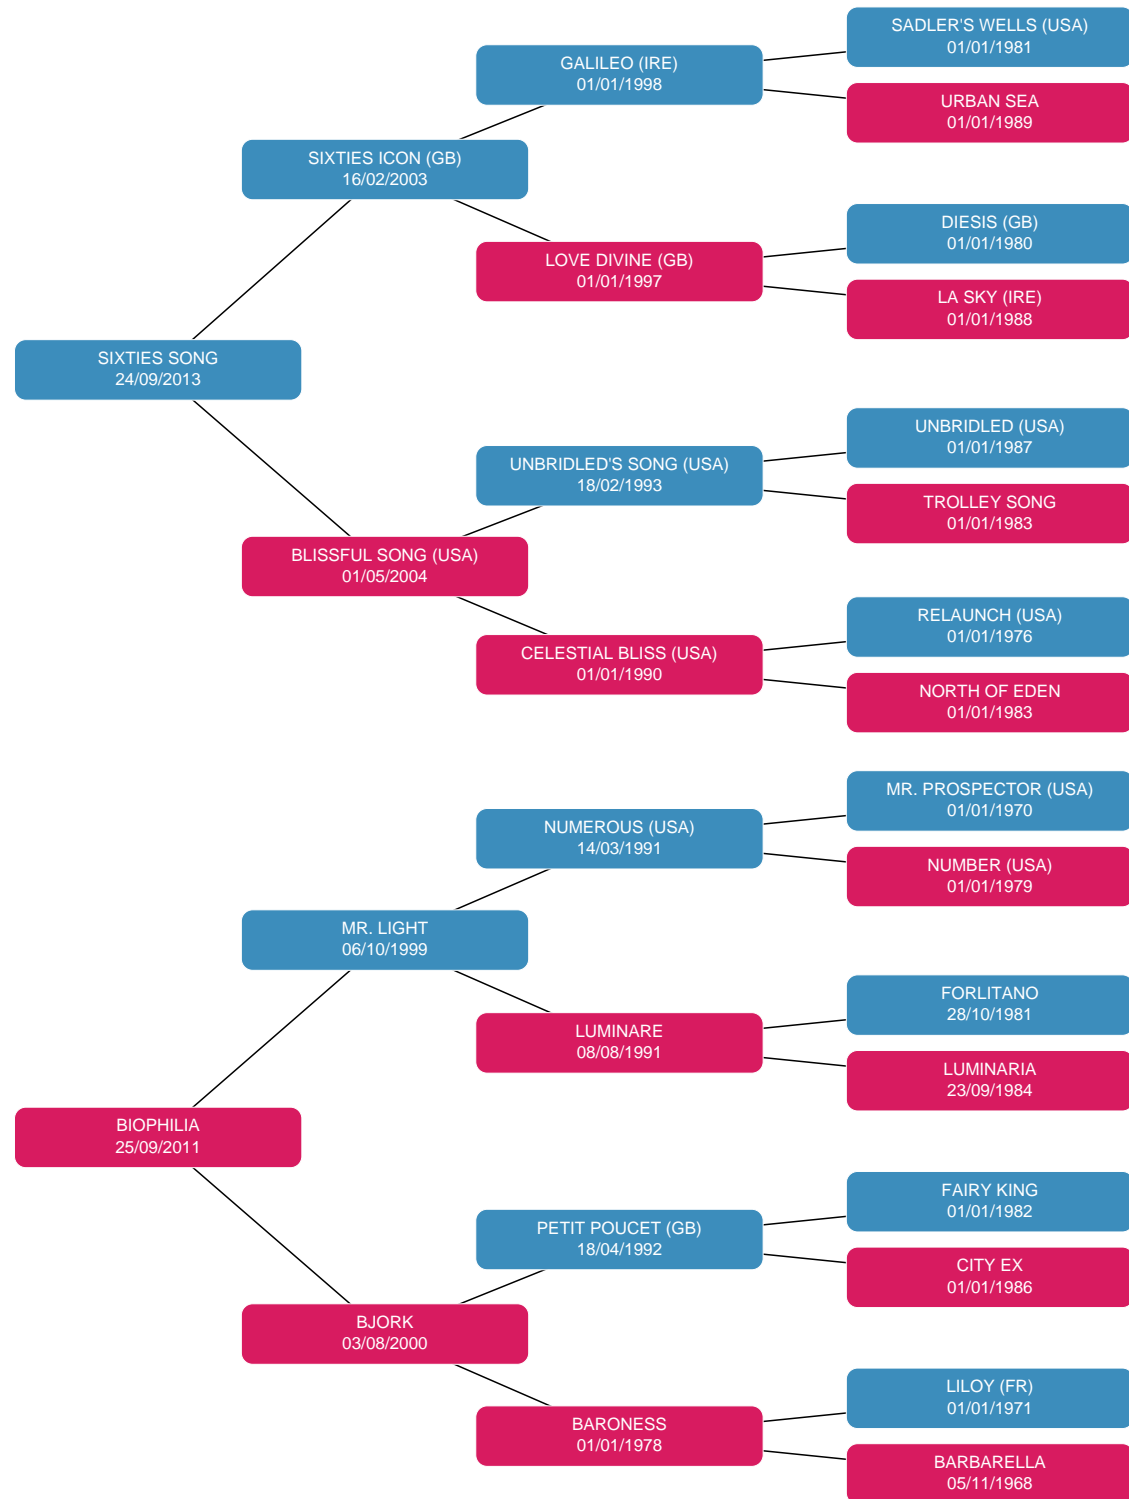 SADLER'S WELLS (USA)
01/01/1981
GALILEO (IRE)
01/01/1998
URBAN SEA
01/01/1989
SIXTIES ICON (GB)
16/02/2003
DIESIS (GB)
01/01/1980
LOVE DIVINE (GB)
01/01/1997
LA SKY (IRE)
01/01/1988
SIXTIES SONG
24/09/2013
UNBRIDLED (USA)
01/01/1987
UNBRIDLED'S SONG (USA)
18/02/1993
TROLLEY SONG
01/01/1983
BLISSFUL SONG (USA)
01/05/2004
RELAUNCH (USA)
01/01/1976
CELESTIAL BLISS (USA)
01/01/1990
NORTH OF EDEN
01/01/1983
MR. PROSPECTOR (USA)
01/01/1970
NUMEROUS (USA)
14/03/1991
NUMBER (USA)
01/01/1979
MR. LIGHT
06/10/1999
FORLITANO
28/10/1981
LUMINARE
08/08/1991
LUMINARIA
23/09/1984
BIOPHILIA
25/09/2011
FAIRY KING
01/01/1982
PETIT POUCET (GB)
18/04/1992
CITY EX
01/01/1986
BJORK
03/08/2000
LILOY (FR)
01/01/1971
BARONESS
01/01/1978
BARBARELLA
05/11/1968